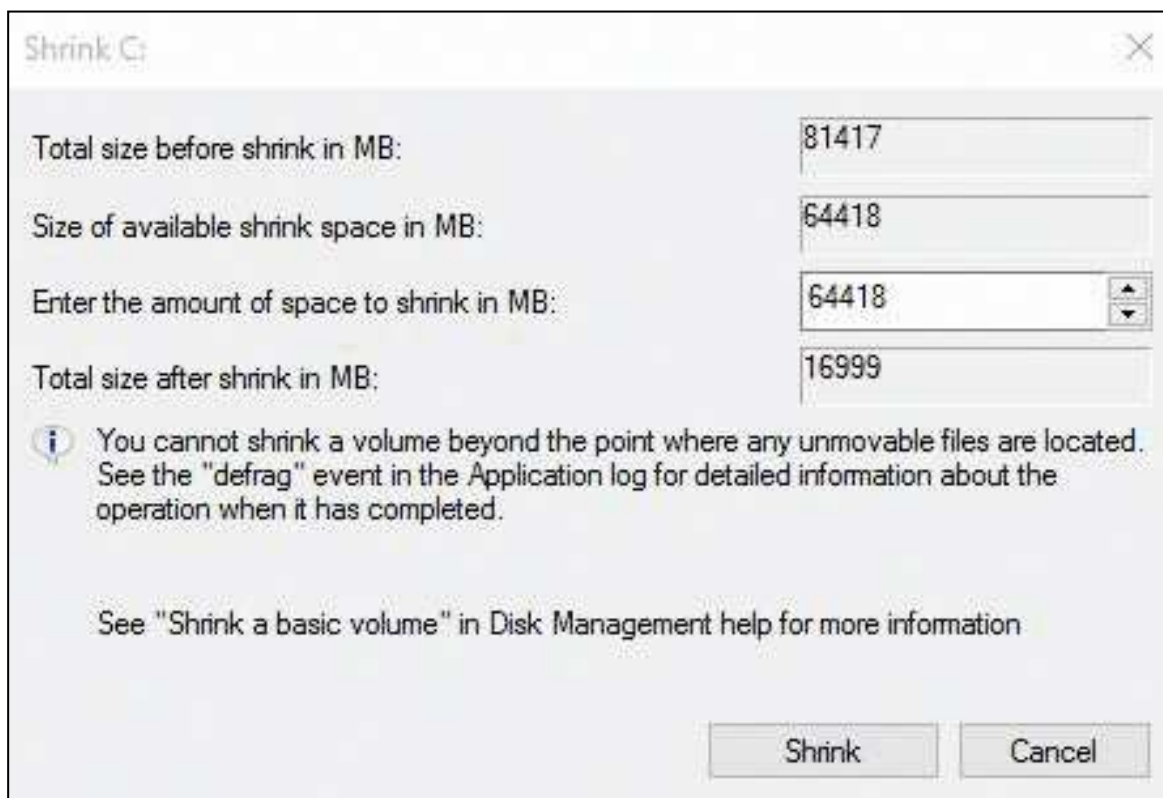 Shrink C:
Total size before shrink in MB: 81417
Size of available shrink space in MB: 64418
Enter the amount of space to shrink in MB: 64418
Total size after shrink in MB: 16999
You cannot shrink a volume beyond the point where any unmovable files are located.
See the "defrag" event in the Application log for detailed information about the
operation when it has completed.
See "Shrink a basic volume" in Disk Management help for more information
Shrink Cancel